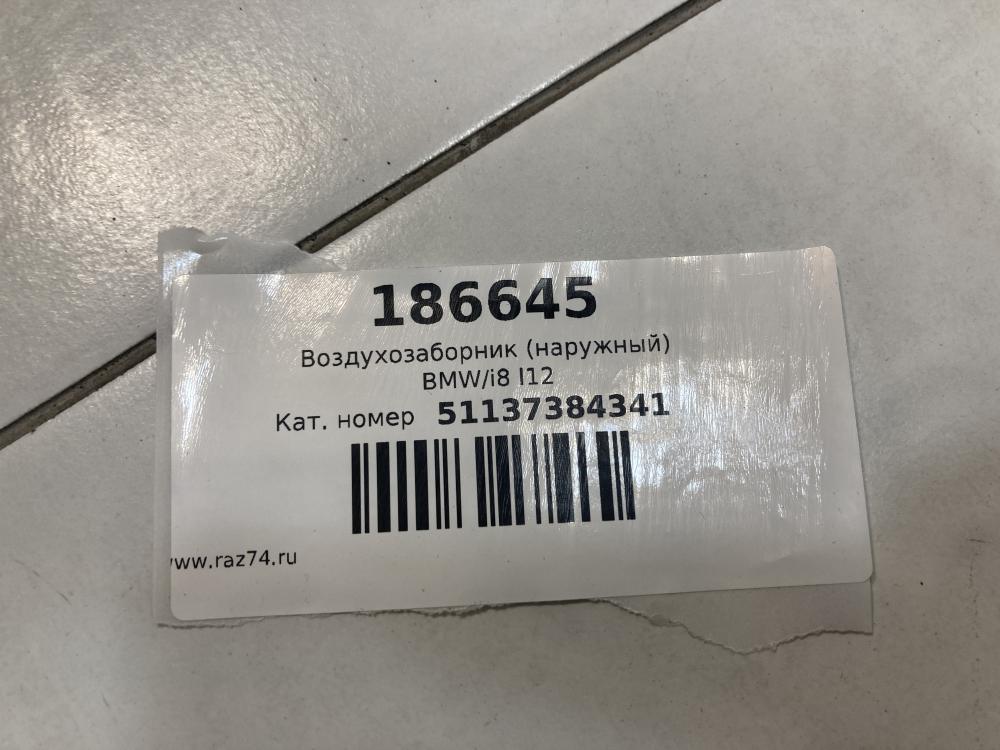 186645
Воздухозаборник (наружный)
BMW/i8 I12
Кат. номер 51137384341
www.raz74.ru